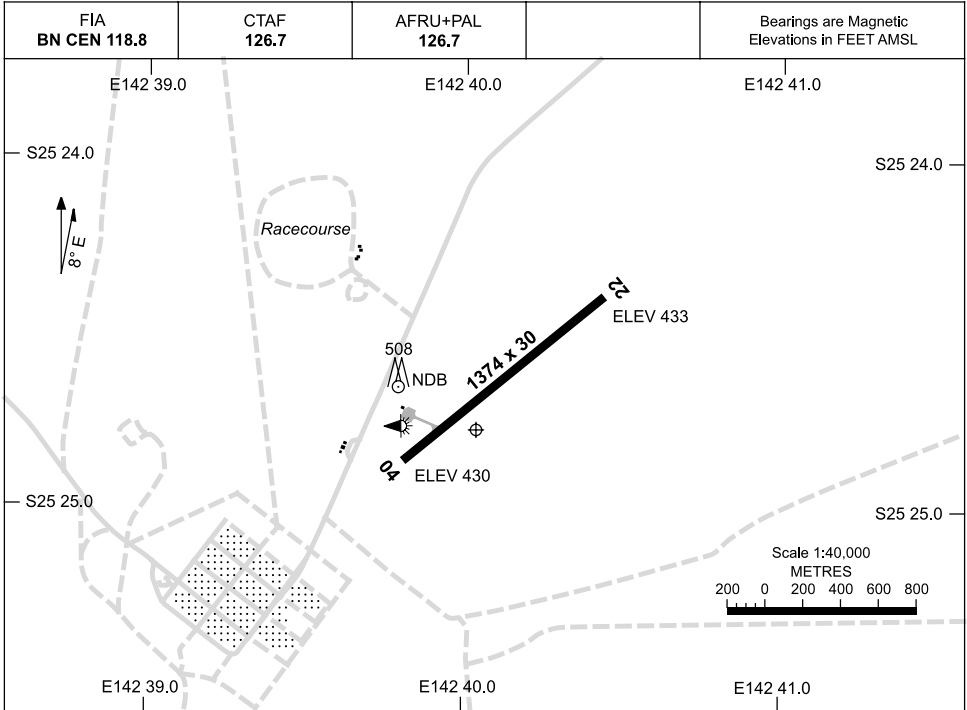 FIA
BN CEN 118.8
CTAF
126.7
AFRU+PAL
126.7
Bearings are Magnetic
Elevations in FEET AMSL
E142 39.0
E142 40.0
E142 41.0
S25 24.0
S25 24.0
8° E
Racecourse
22
ELEV 433
1374 x 30
508
NDB
04
ELEV 430
S25 25.0
S25 25.0
Scale 1:40,000
METRES
200 0 200 400 600 800
E142 39.0
E142 40.0
E142 41.0